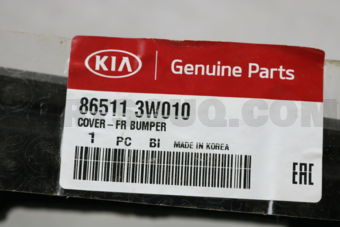 KIA Genuine Parts
86511 3W010
COVER-FR BUMPER
1 PC BI MADE IN KOREA
EAC